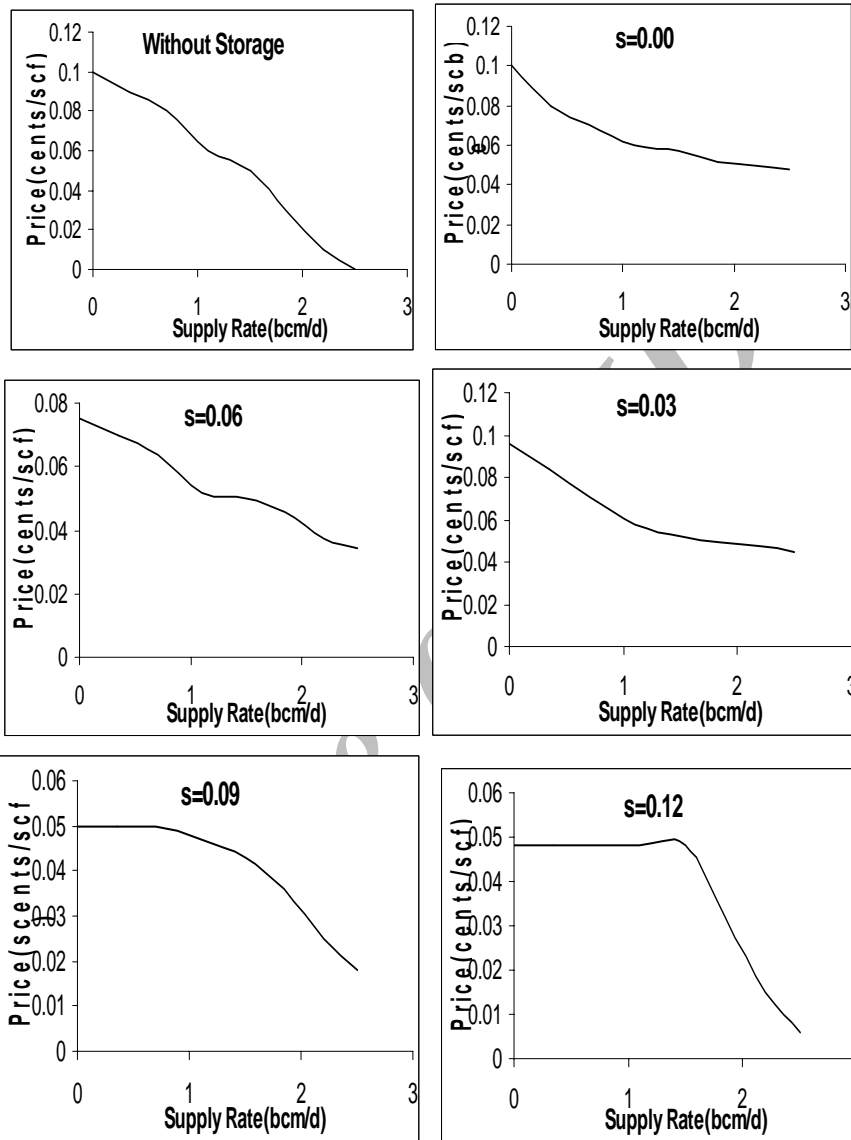 Without Storage
Price(cents/scf)
0.12
0.1
0.08
0.06
0.04
0.02
0
0 1 2 3
Supply Rate(bcm/d)
s=0.00
Price(cents/scb)
e
0.12
0.1
0.08
0.06
0.04
0.02
0
0 1 2 3
Supply Rate(bcm/d)
s=0.06
Price(cents/scf)
0.08
0.06
0.04
0.02
0
0 1 2 3
Supply Rate(bcm/d)
s=0.03
Price(cents/scf)
0.12
0.1
0.08
0.06
0.04
0.02
0
0 1 2 3
Supply Rate(bcm/d)
s=0.09
Price(scents/scf
)
0.06
0.05
0.04
0.03
0.02
0.01
0
0 1 2 3
Supply Rate(bcm/d)
s=0.12
Price(cents/scf)
0.06
0.05
0.04
0.03
0.02
0.01
0
0 1 2 3
Supply Rate(bcm/d)